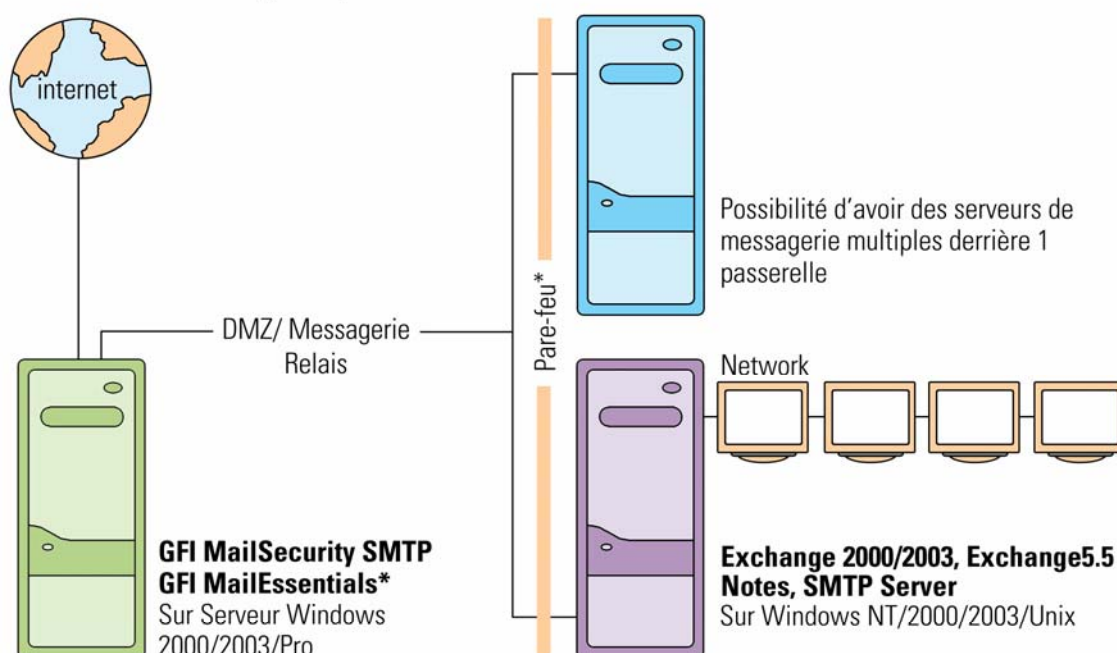 internet
Possibilité d'avoir des serveurs de
messagerie multiples derrière 1
passerelle
DMZ/ Messagerie
Relais
Pare-feu*
Network
GFI MailSecurity SMTP
GFI MailEssentials*
Sur Serveur Windows
2000/2003/Pro
Exchange 2000/2003, Exchange5.5
Notes, SMTP Server
Sur Windows NT/2000/2003/Unix